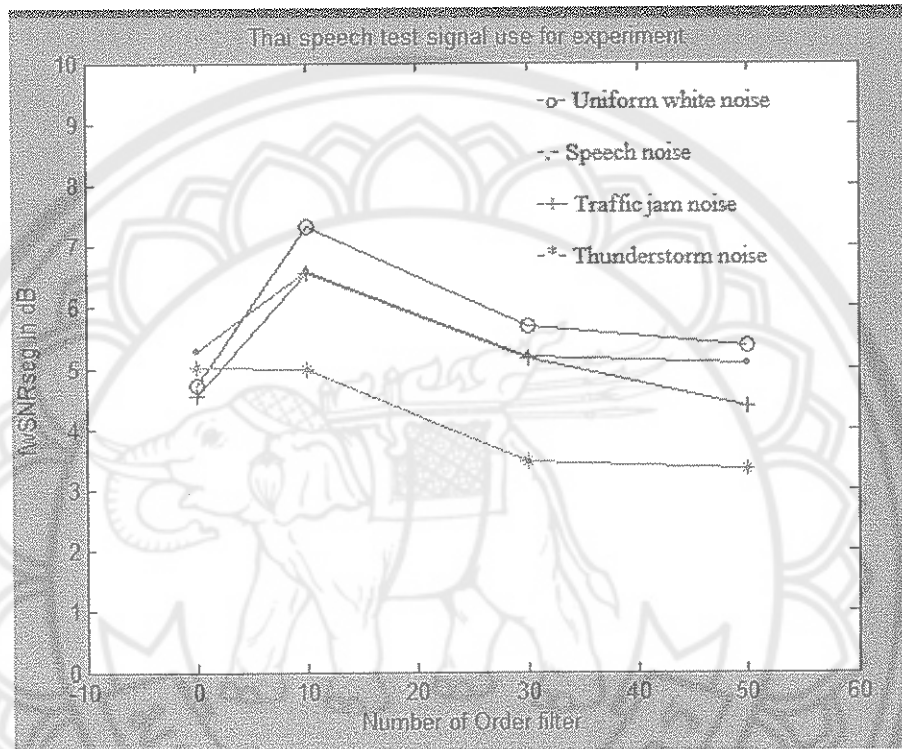 Thai speech test signal use for experiment
10
9
8
7
6
5
4
3
2
1
0
fwSNRseg in dB
-o- Uniform white noise
-.- Speech noise
-+- Traffic jam noise
-*- Thunderstorm noise
-10 0 10 20 30 40 50 60
Number of Order filter